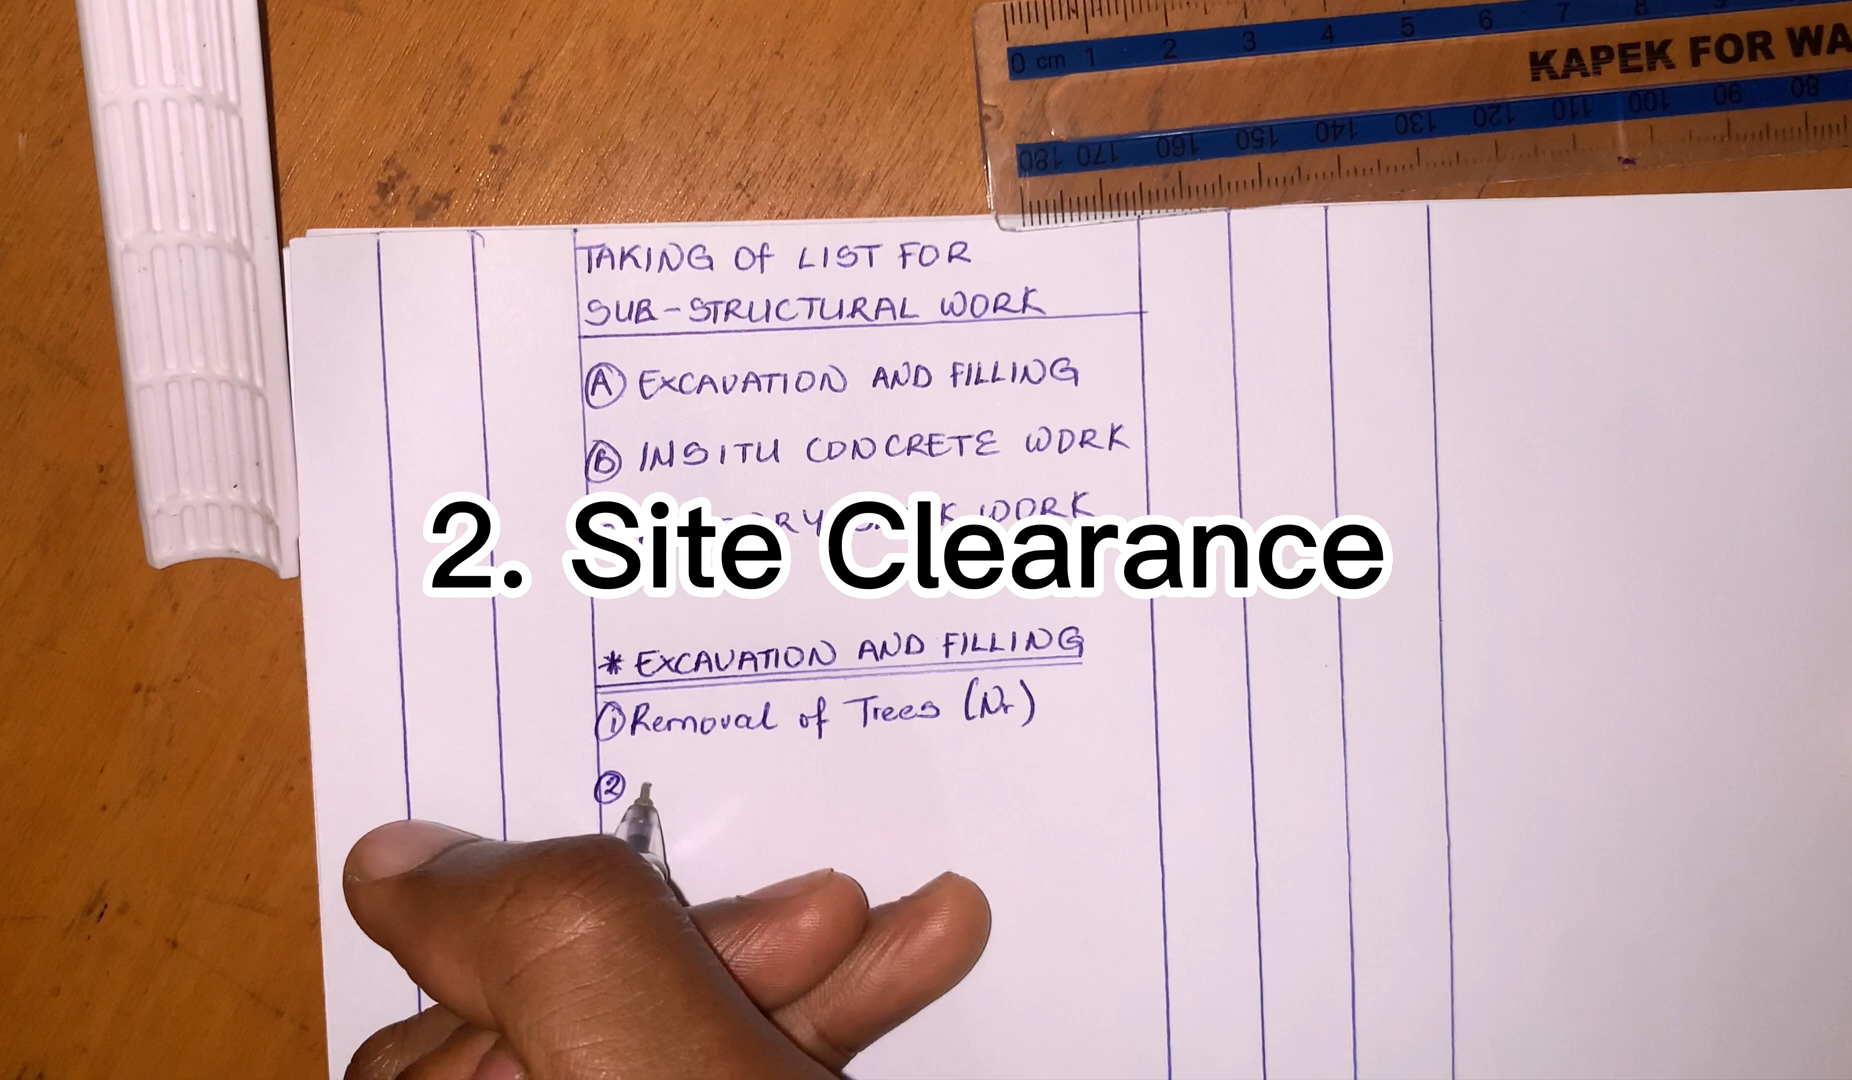 0 cm 1 2 3 4 5 6 7 8
KAPEK FOR WA
180 170 160 150 140 130 120 110 100 90 80
TAKING Of LIST FOR
SUB-STRUCTURAL WORK
A EXCAVATION AND FILLING
B INSITU CONCRETE WORK
WORK
2. Site Clearance
* EXCAVATION AND FILLING
1 Removal of Trees (Nr)
2